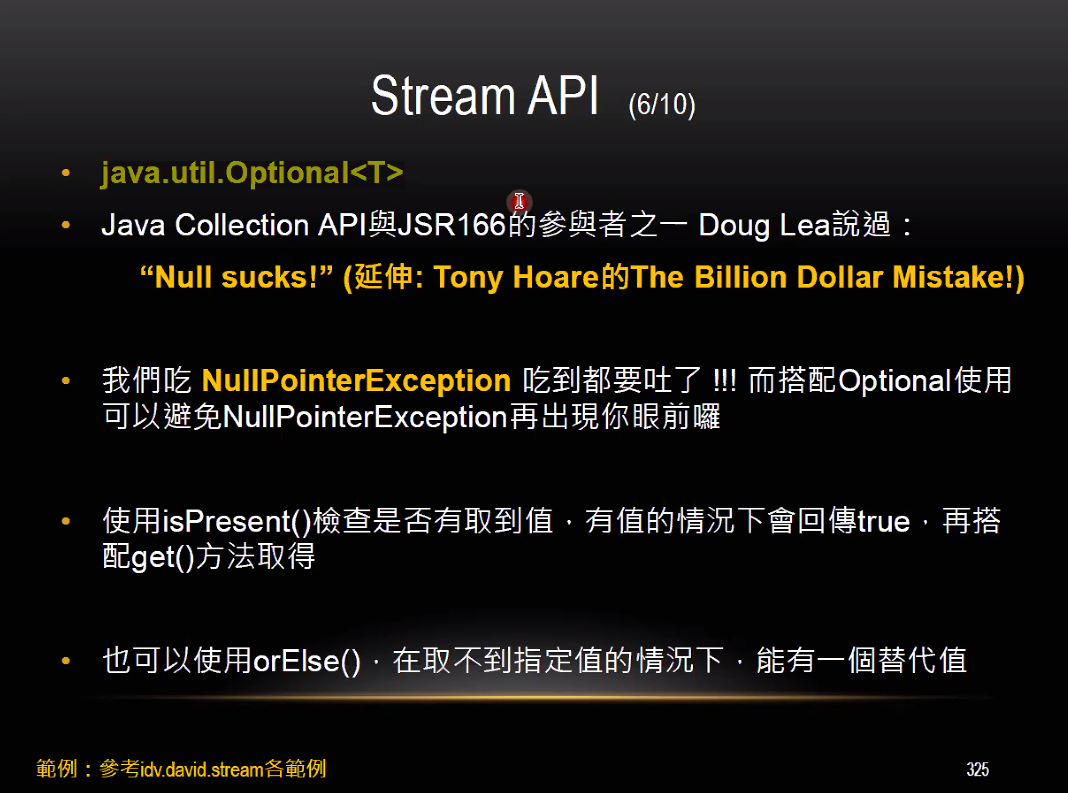 Stream API (6/10)
• java.util.Optional<T>
• Java Collection API與JSR166的參與者之一 Doug Lea說過：
“Null sucks!” (延伸: Tony Hoare的The Billion Dollar Mistake!)
• 我們吃 NullPointerException 吃到都要吐了 !!! 而搭配Optional使用
可以避免NullPointerException再出現你眼前囉
• 使用isPresent()檢查是否有取到值，有值的情況下會回傳true，再搭
配get()方法取得
• 也可以使用orElse()，在取不到指定值的情況下，能有一個替代值
範例：參考idv.david.stream各範例
325